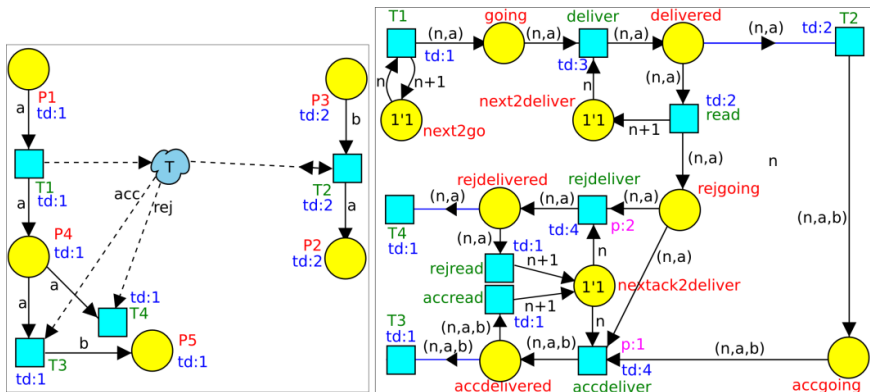 P1
td:1
a
T1
td:1
a
P4
td:1
a
a
td:1
T4
T3
td:1
b
P5
td:1
T
acc
rej
P3
td:2
b
T2
td:2
a
P2
td:2
T1
td:1
n
n+1
1'1
next2go
(n,a)
going
(n,a)
deliver
td:3
(n,a)
delivered
(n,a)
td:2
T2
next2deliver
1'1
n
n+1
(n,a)
td:2
read
(n,a)
n
(n,a,b)
rejdelivered
rejdeliver
rejgoing
T4
td:1
(n,a)
(n,a)
td:4
p:2
(n,a)
(n,a)
td:1
rejread
n+1
n
1'1
nextack2deliver
(n,a)
accread
n+1
td:1
n
T3
td:1
(n,a,b)
(n,a,b)
accdelivered
(n,a,b)
p:1
td:4
accdeliver
(n,a,b)
accgoing